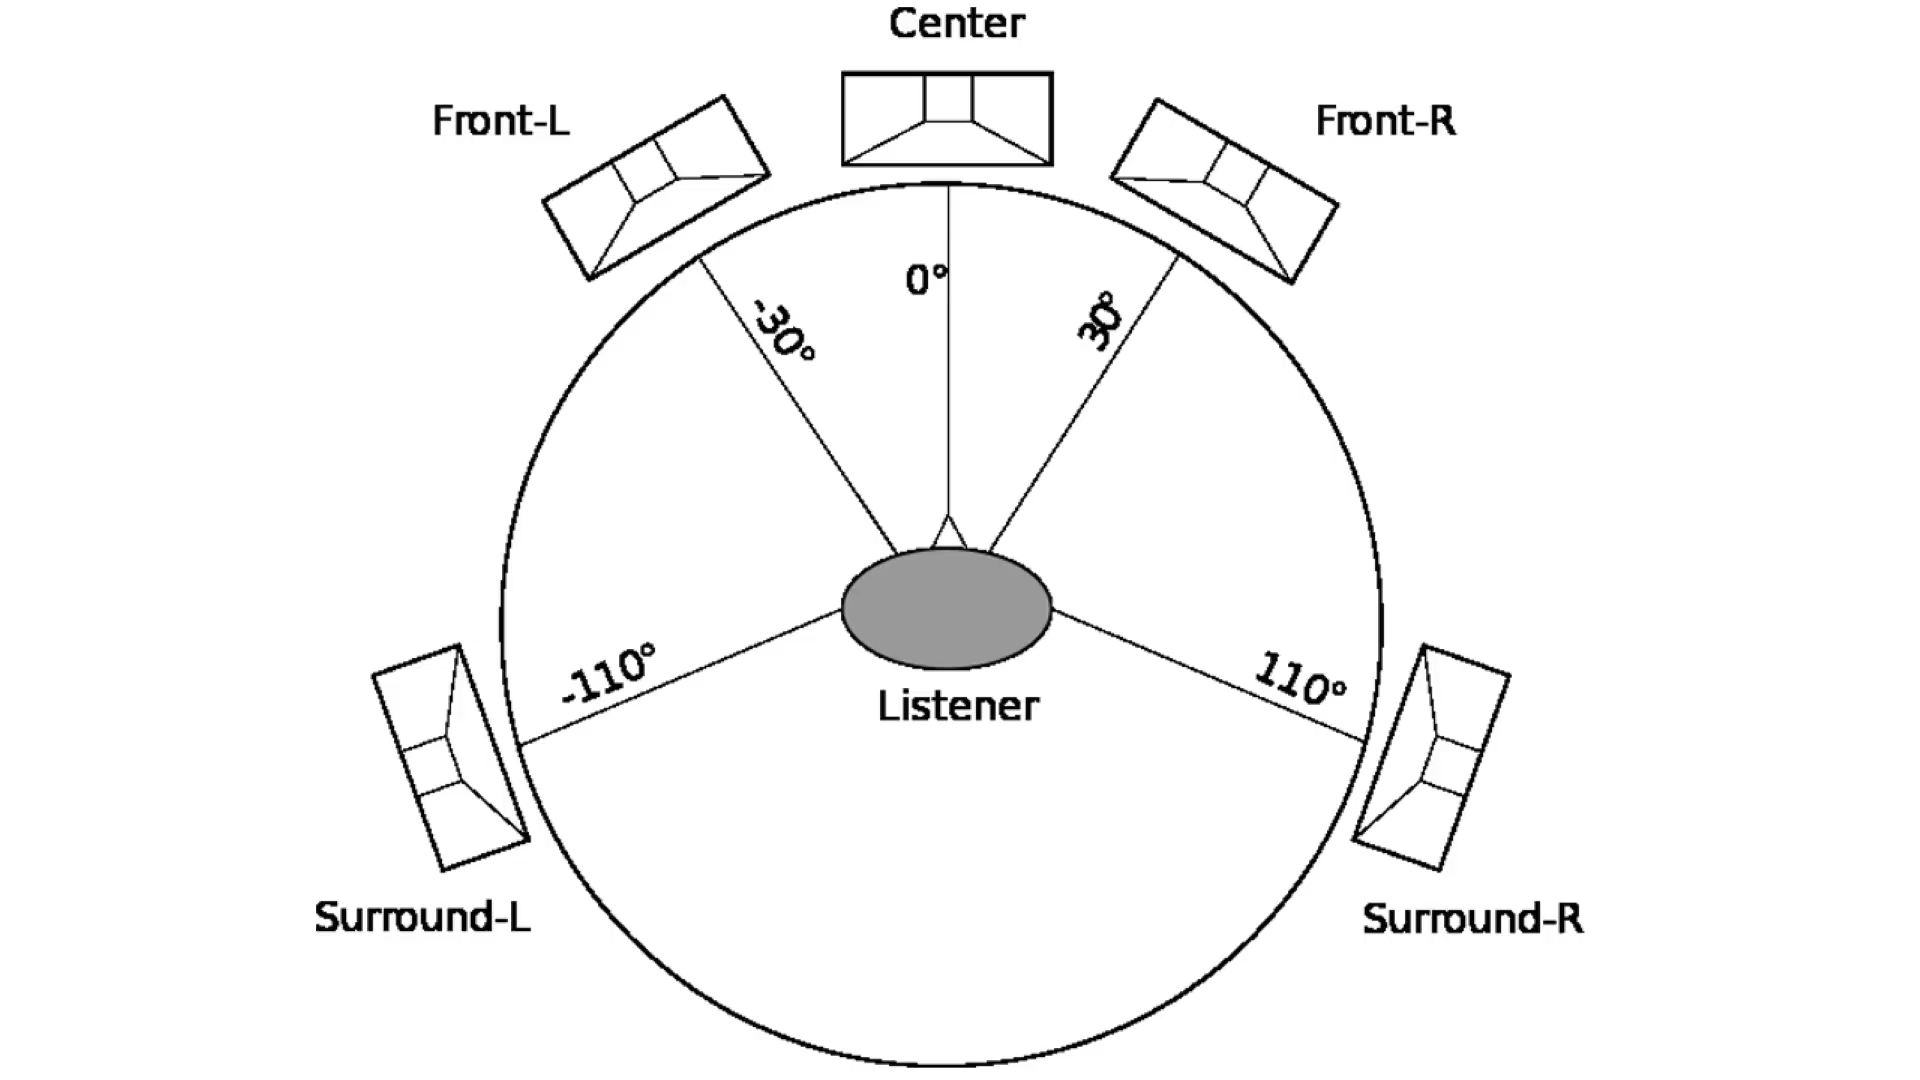 Center
Front-L
Front-R
0°
-30°
30°
-110°
110°
Listener
Surround-L
Surround-R